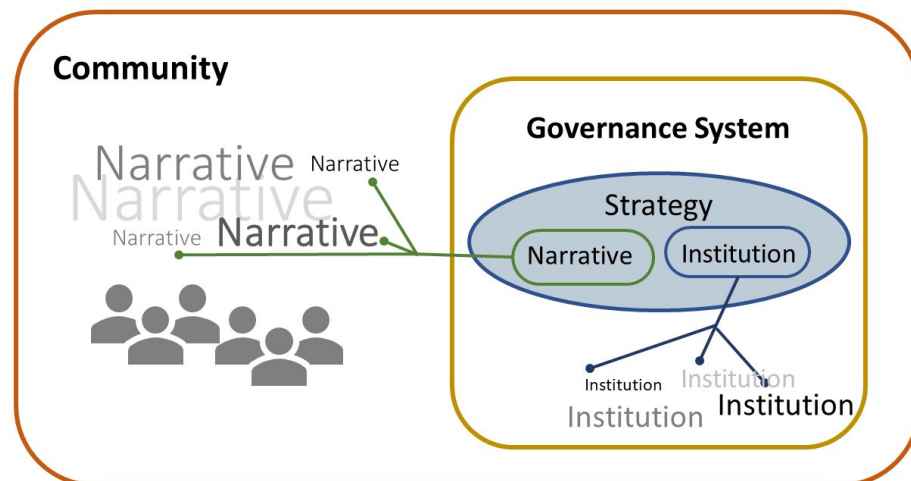 Community
Governance System
Narrative
Narrative
Narrative
Narrative
Narrative
Strategy
Narrative
Institution
Institution
Institution
Institution
Institution